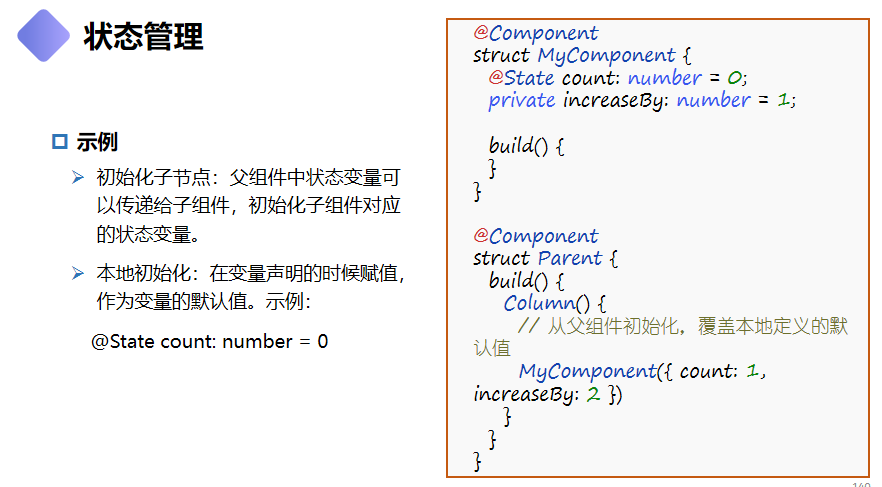 状态管理
示例
初始化子节点：父组件中状态变量可
以传递给子组件，初始化子组件对应
的状态变量。
本地初始化：在变量声明的时候赋值，
作为变量的默认值。示例：
@State count: number = 0
@Component
struct MyComponent {
@State count: number = 0;
private increaseBy: number = 1;
build() {
}
}
@Component
struct Parent {
build() {
Column() {
// 从父组件初始化，覆盖本地定义的默
认值
MyComponent({ count: 1,
increaseBy: 2 })
}
}
}